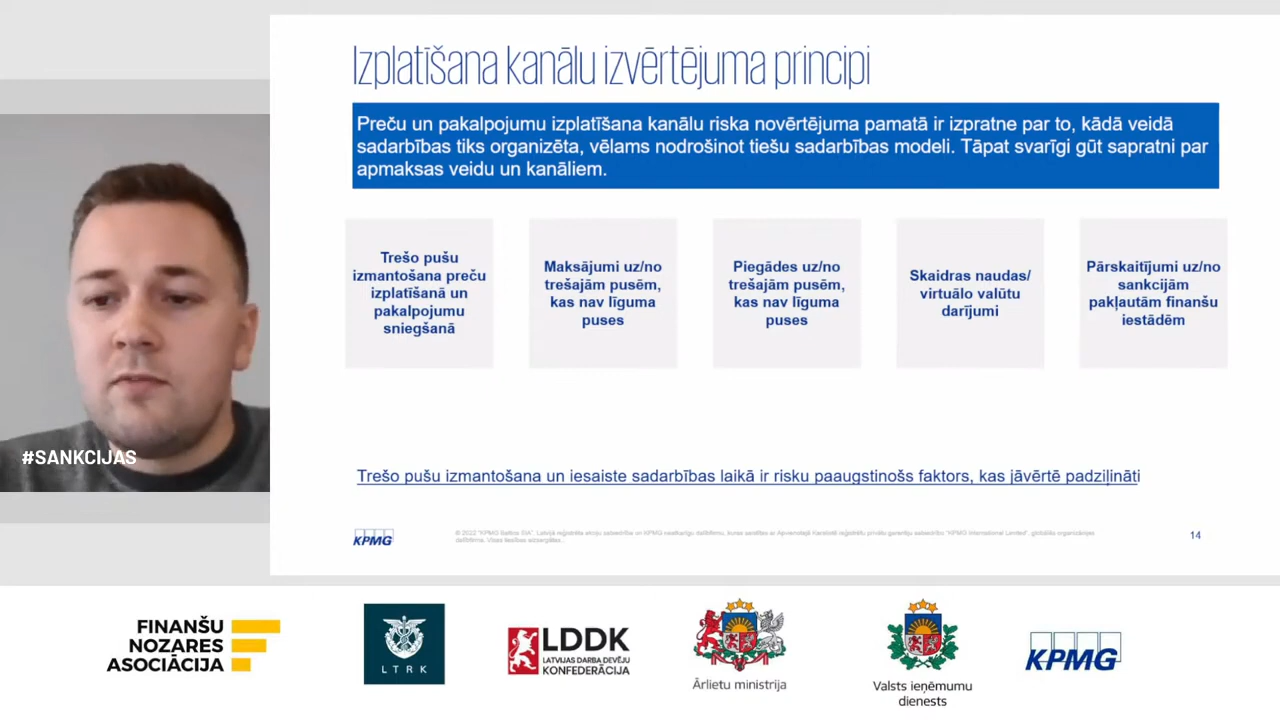 Izplatīšana kanālu izvērtējuma principi
Preču un pakalpojumu izplatīšana kanālu riska novērtējuma pamatā ir izpratne par to, kādā veidā
sadarbības tiks organizēta, vēlams nodrošinot tiešu sadarbības modeli. Tāpat svarīgi gūt sapratni par
apmaksas veidu un kanāliem.
Trešo pušu
izmantošana preču
izplatīšanā un
pakalpojumu
sniegšanā
Maksājumi uz/no
trešajām pusēm,
kas nav līguma
puses
Piegādes uz/no
trešajām pusēm,
kas nav līguma
puses
Skaidras naudas/
virtuālo valūtu
darījumi
Pārskaitījumi uz/no
sankcijām
pakļautām finanšu
iestādēm
#SANKCIJAS
Trešo pušu izmantošana un iesaiste sadarbības laikā ir risku paaugstinošs faktors, kas jāvērtē padziļināti
KPMG
14
FINANŠU
NOZARES
ASOCIĀCIJA
LTRK
LDDK
LATVIJAS DARBA DEVĒJU
KONFEDERĀCIJA
Ārlietu ministrija
Valsts ieņēmumu
dienests
KPMG